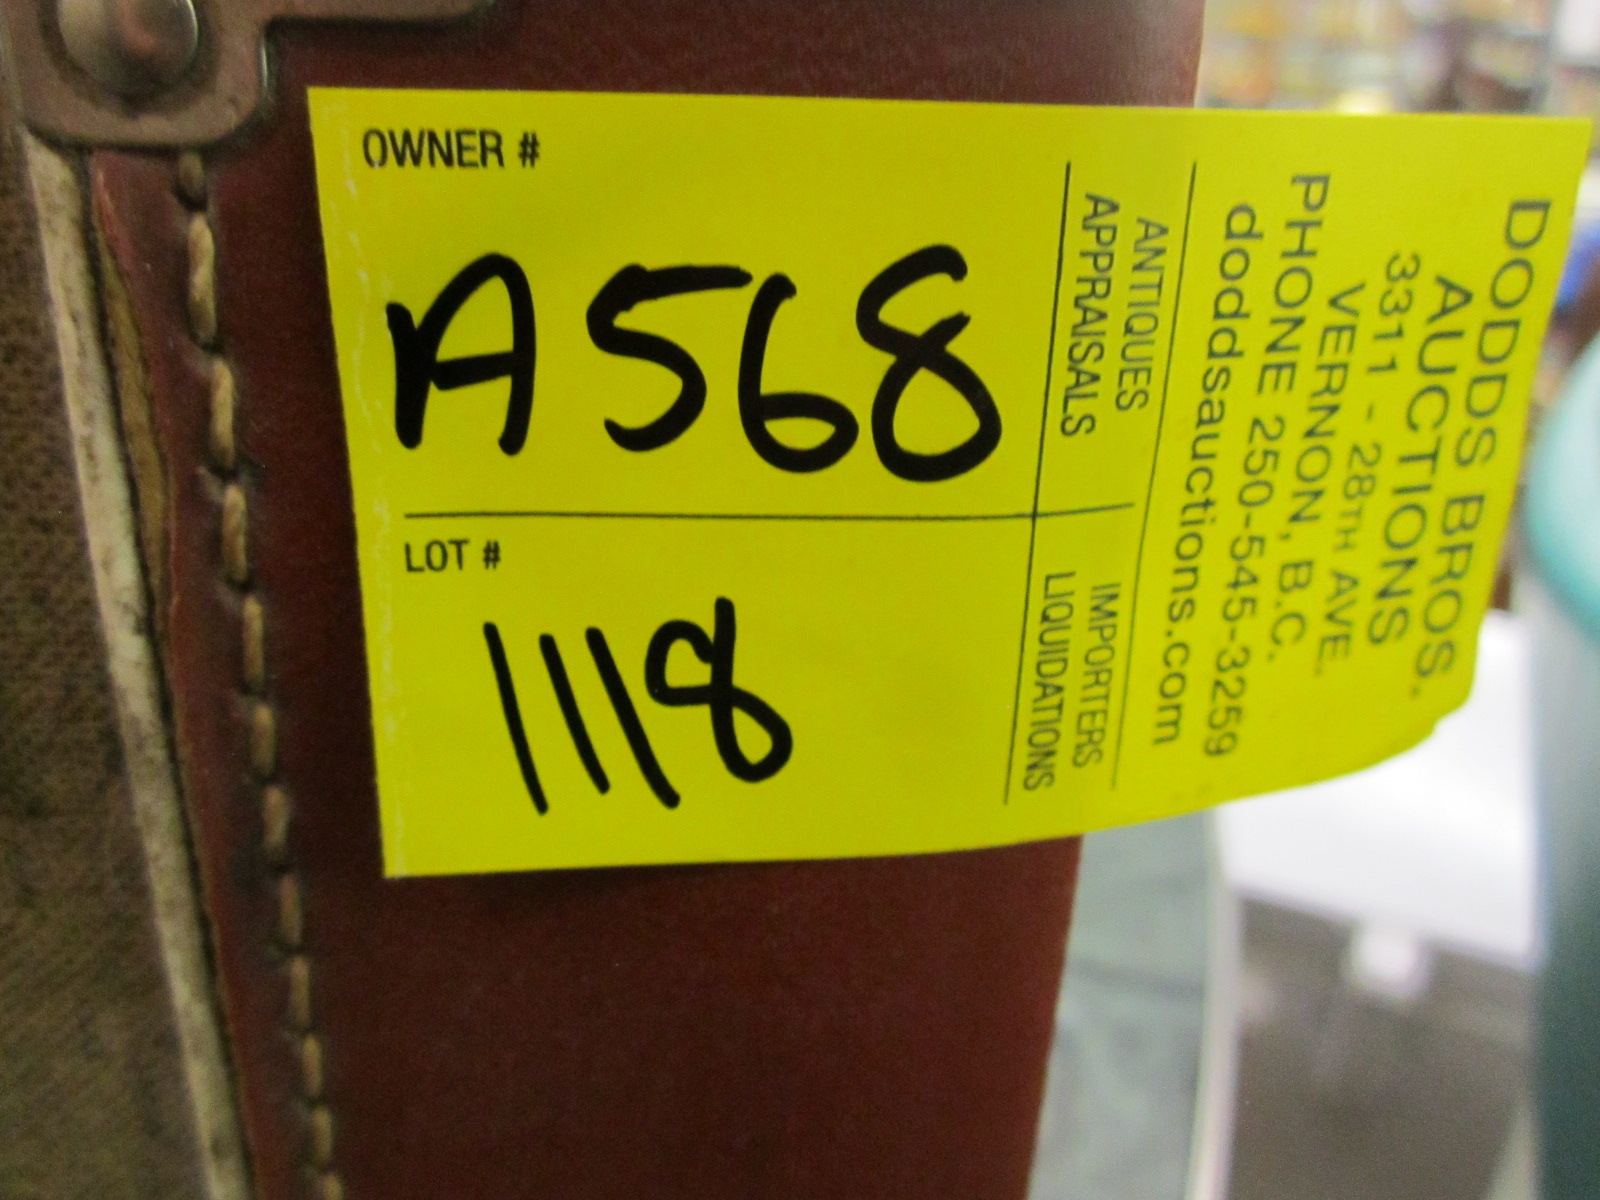 OWNER #
A568
LOT #
1118
ANTIQUES
APPRAISALS
IMPORTERS
LIQUIDATIONS
DODDS BROS.
AUCTIONS
3311 - 28TH AVE.
VERNON, B.C.
PHONE 250-545-3259
doddsauctions.com